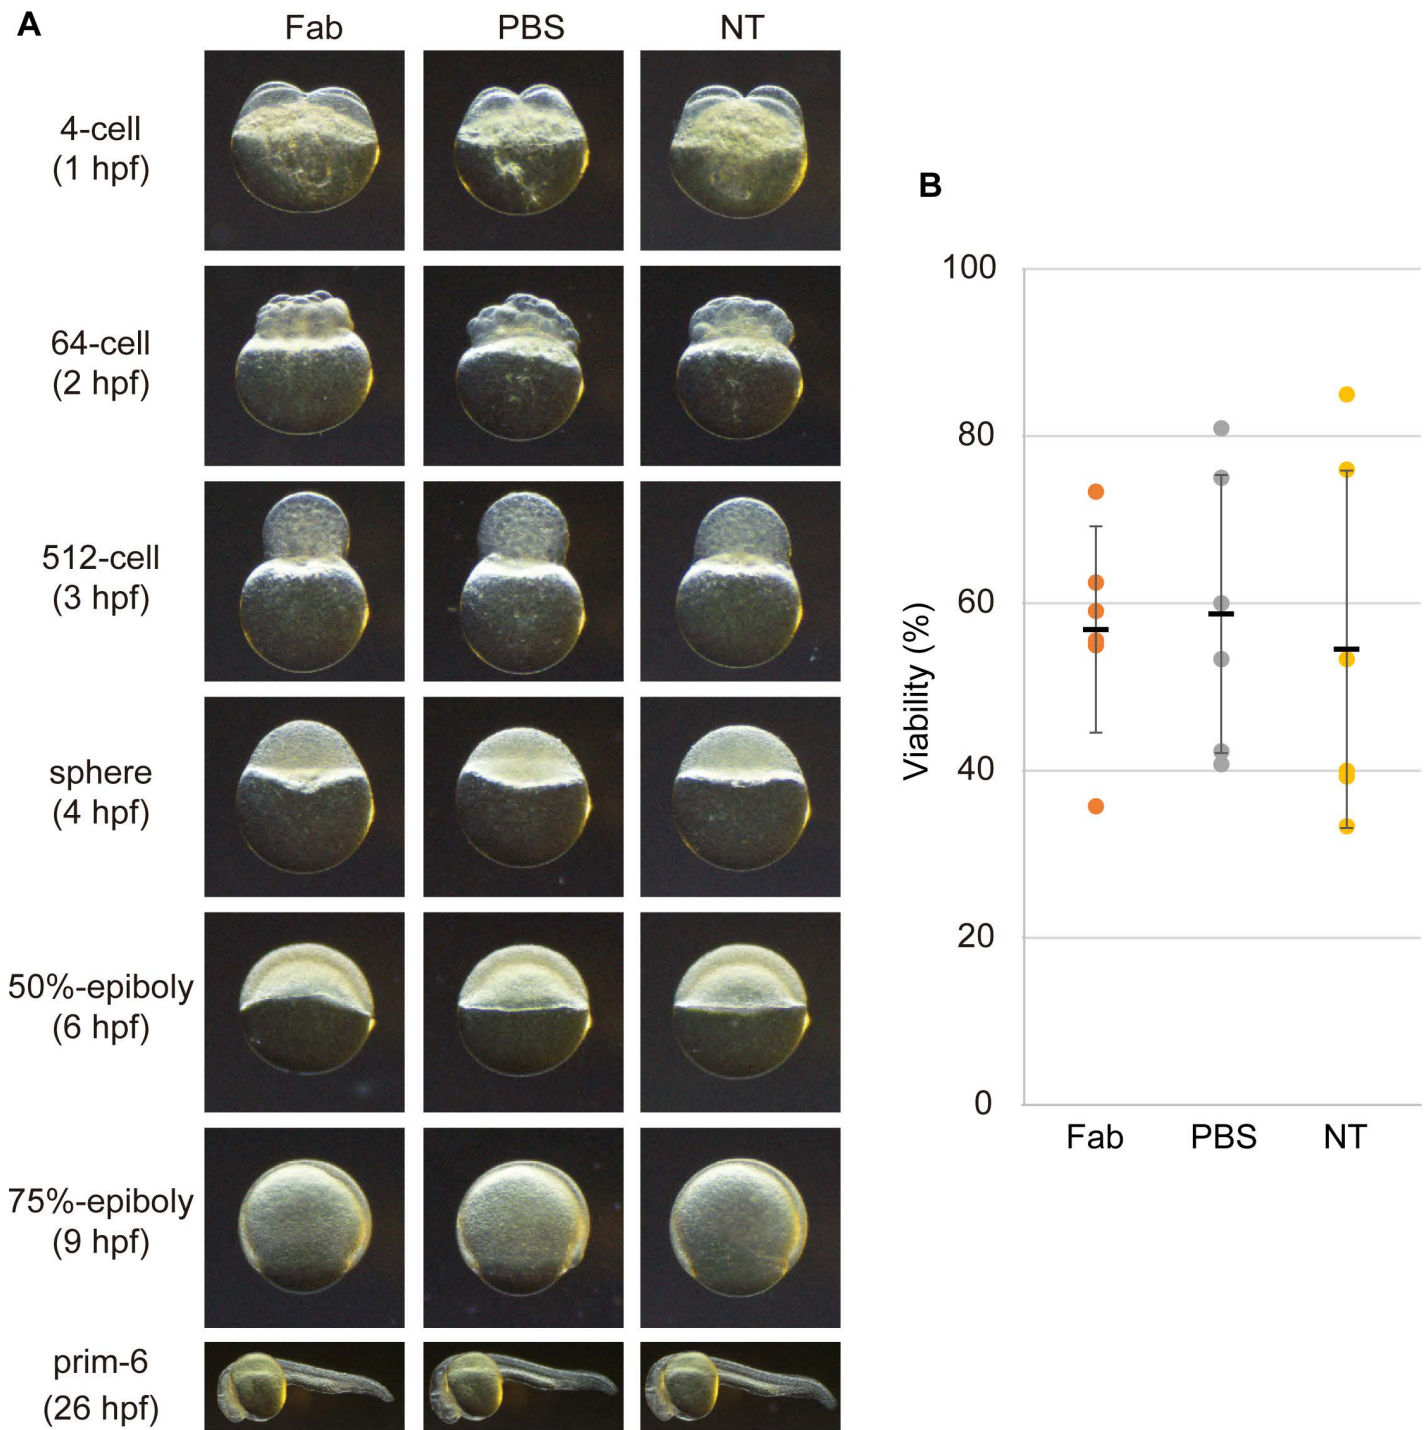 A
Fab PBS NT
4-cell
(1 hpf)
64-cell
(2 hpf)
512-cell
(3 hpf)
sphere
(4 hpf)
50%-epiboly
(6 hpf)
75%-epiboly
(9 hpf)
prim-6
(26 hpf)
B
Viability (%)
100
80
60
40
20
0
Fab PBS NT